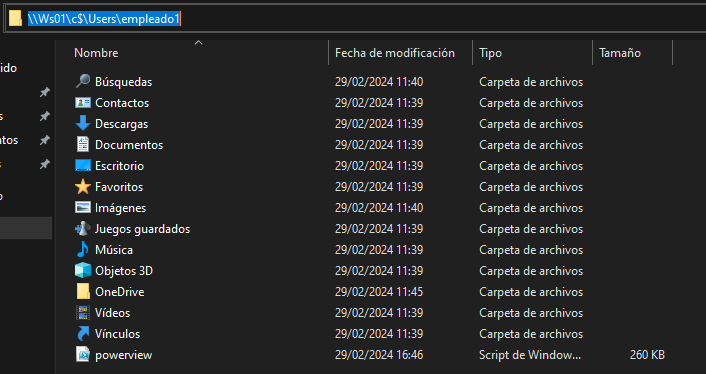 \\Ws01\c$\Users\empleado1
Nombre Fecha de modificación Tipo Tamaño
ido
Búsquedas 29/02/2024 11:40 Carpeta de archivos
Contactos 29/02/2024 11:39 Carpeta de archivos
s Descargas 29/02/2024 11:39 Carpeta de archivos
ntos Documentos 29/02/2024 11:39 Carpeta de archivos
s Escritorio 29/02/2024 11:39 Carpeta de archivos
o Favoritos 29/02/2024 11:39 Carpeta de archivos
Imágenes 29/02/2024 11:40 Carpeta de archivos
Juegos guardados 29/02/2024 11:39 Carpeta de archivos
Música 29/02/2024 11:39 Carpeta de archivos
Objetos 3D 29/02/2024 11:39 Carpeta de archivos
OneDrive 29/02/2024 11:45 Carpeta de archivos
Vídeos 29/02/2024 11:39 Carpeta de archivos
Vínculos 29/02/2024 11:39 Carpeta de archivos
powerview 29/02/2024 16:46 Script de Window... 260 KB